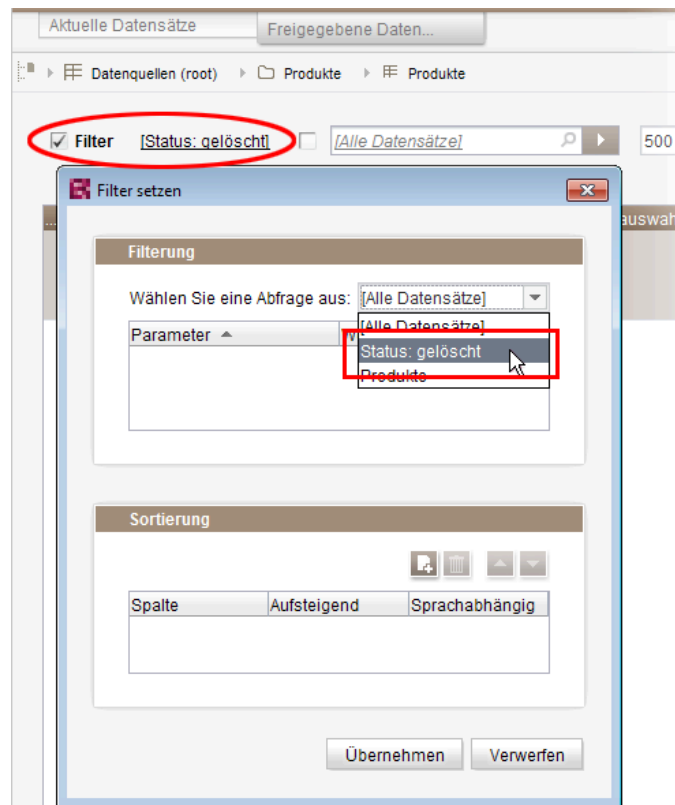 Aktuelle Datensätze
Freigegebene Daten...
Datenquellen (root) Produkte Produkte
Filter [Status: gelöscht] [Alle Datensätze] 500
Filter setzen
...
auswah
Filterung
Wählen Sie eine Abfrage aus: [Alle Datensätze]
Parameter W
[Alle Datensätze]
Status: gelöscht
Produkte
Sortierung
Spalte Aufsteigend Sprachabhängig
Übernehmen Verwerfen